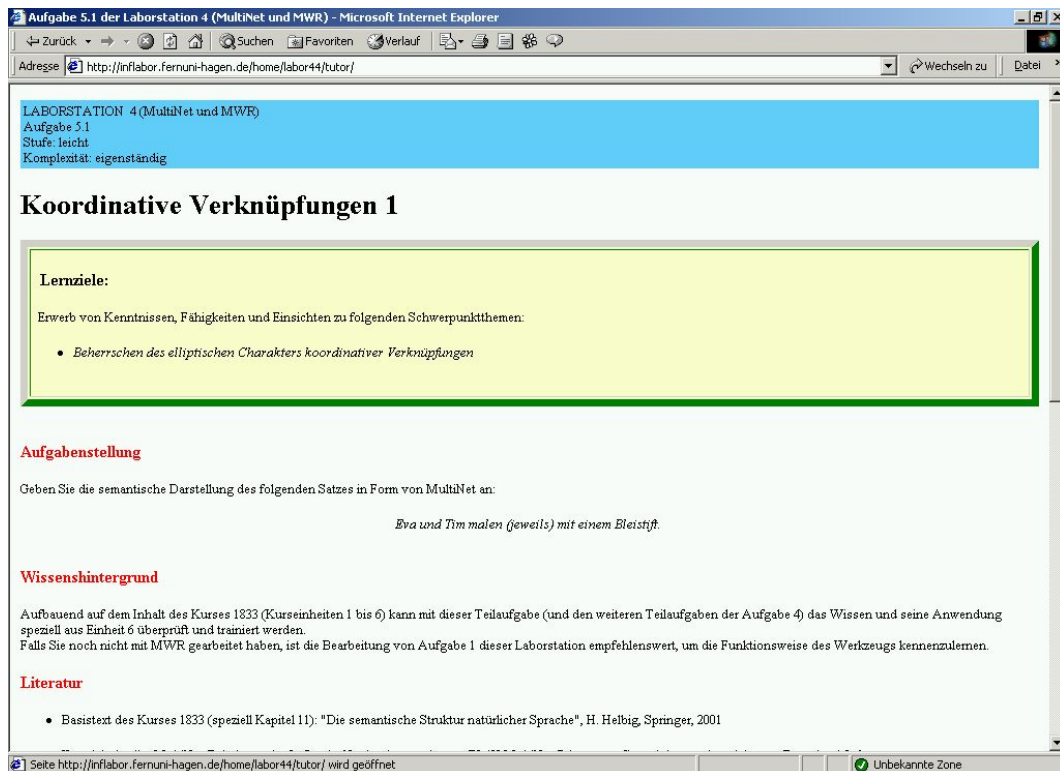 Aufgabe 5.1 der Laborstation 4 (MultiNet und MWR) - Microsoft Internet Explorer
Zurück Suchen Favoriten Verlauf
Adresse http://inflabor.fernuni-hagen.de/home/labor44/tutor/ Wechseln zu Datei
LABORSTATION 4 (MultiNet und MWR)
Aufgabe 5.1
Stufe: leicht
Komplexität: eigenständig
Koordinative Verknüpfungen 1
Lernziele:
Erwerb von Kenntnissen, Fähigkeiten und Einsichten zu folgenden Schwerpunktthemen:
• Beherrschen des elliptischen Charakters koordinativer Verknüpfungen
Aufgabenstellung
Geben Sie die semantische Darstellung des folgenden Satzes in Form von MultiNet an:
Eva und Tim malen (jeweils) mit einem Bleistift.
Wissenshintergrund
Aufbauend auf dem Inhalt des Kurses 1833 (Kurseinheiten 1 bis 6) kann mit dieser Teilaufgabe (und den weiteren Teilaufgaben der Aufgabe 4) das Wissen und seine Anwendung
speziell aus Einheit 6 überprüft und trainiert werden.
Falls Sie noch nicht mit MWR gearbeitet haben, ist die Bearbeitung von Aufgabe 1 dieser Laborstation empfehlenswert, um die Funktionsweise des Werkzeugs kennenzulernen.
Literatur
• Basistext des Kurses 1833 (speziell Kapitel 11): "Die semantische Struktur natürlicher Sprache", H. Helbig, Springer, 2001
Seite http://inflabor.fernuni-hagen.de/home/labor44/tutor/ wird geöffnet Unbekannte Zone